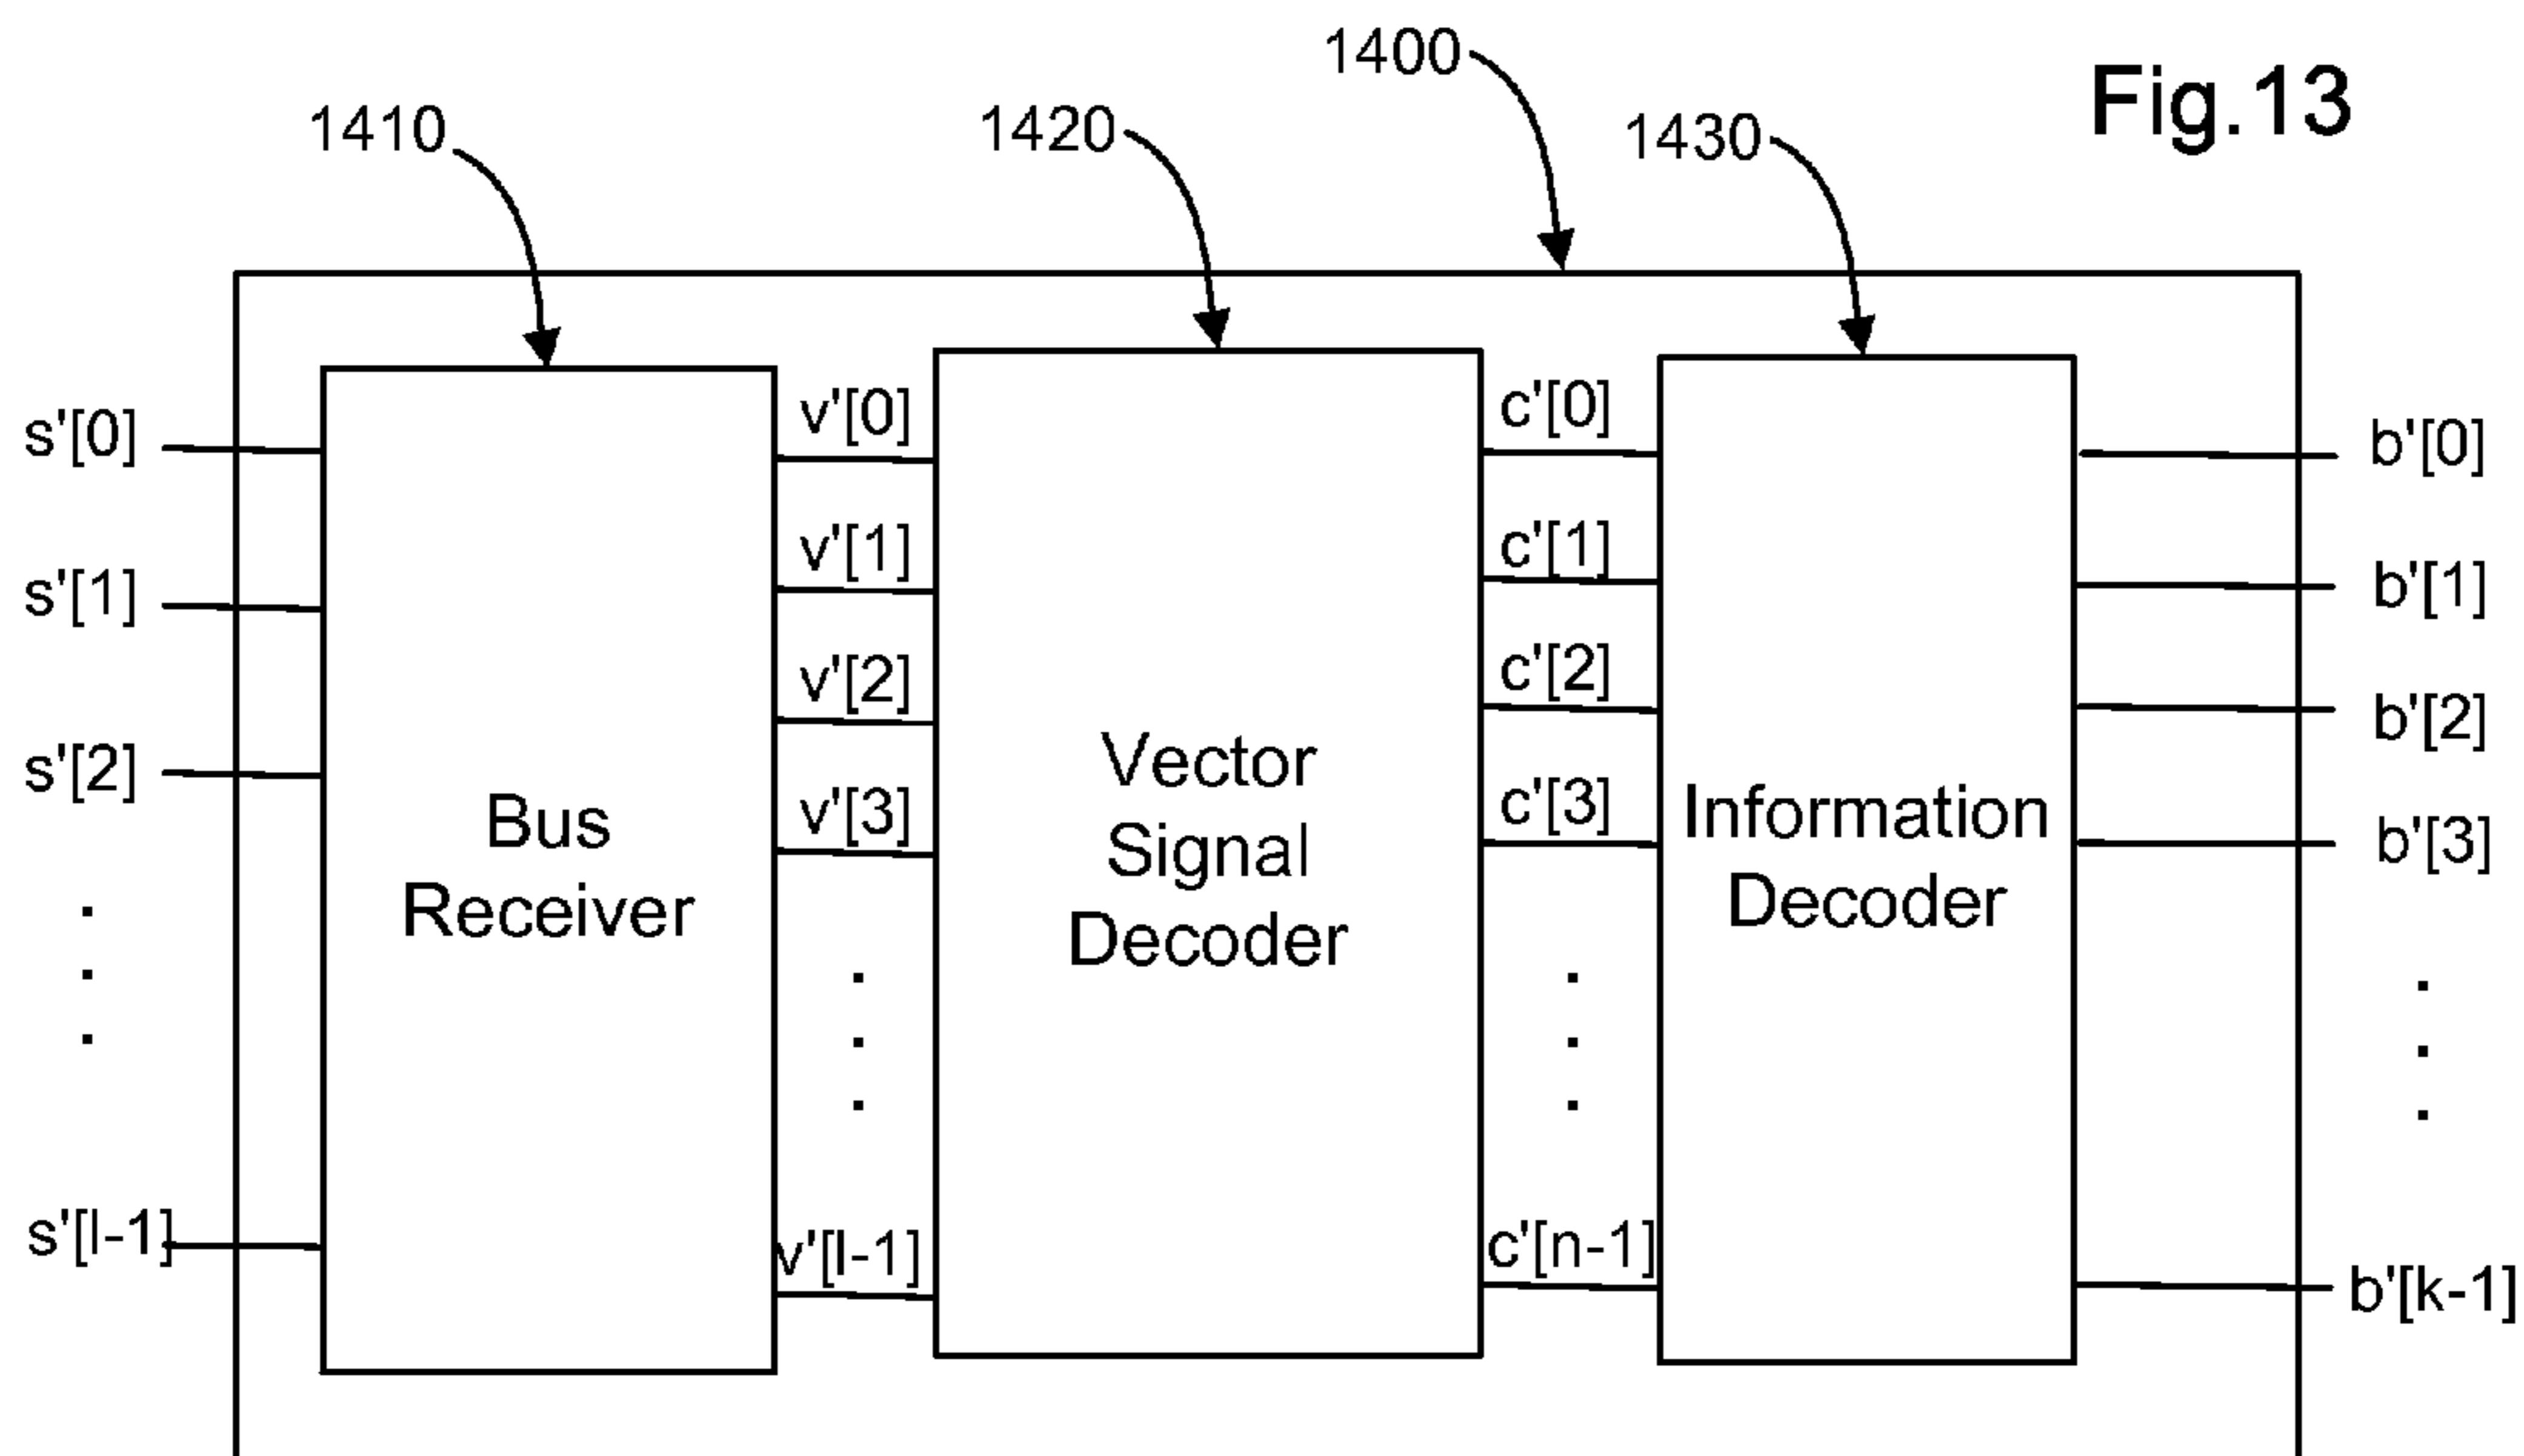 1400
Fig.13
1410
1420
1430
s'[0]
s'[1]
s'[2]
s'[l-1]
Bus
Receiver
v'[0]
v'[1]
v'[2]
v'[3]
v'[l-1]
Vector
Signal
Decoder
c'[0]
c'[1]
c'[2]
c'[3]
c'[n-1]
Information
Decoder
b'[0]
b'[1]
b'[2]
b'[3]
b'[k-1]